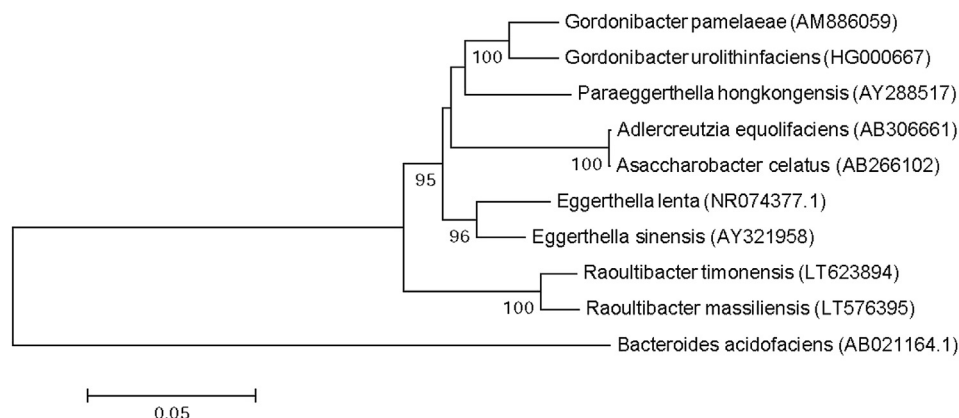 Gordonibacter pamelaeae (AM886059)
100
Gordonibacter urolithinfaciens (HG000667)
Paraeggerthella hongkongensis (AY288517)
Adlercreutzia equolifaciens (AB306661)
100
Asaccharobacter celatus (AB266102)
95
Eggerthella lenta (NR074377.1)
96
Eggerthella sinensis (AY321958)
Raoultibacter timonensis (LT623894)
100
Raoultibacter massiliensis (LT576395)
Bacteroides acidofaciens (AB021164.1)
0.05